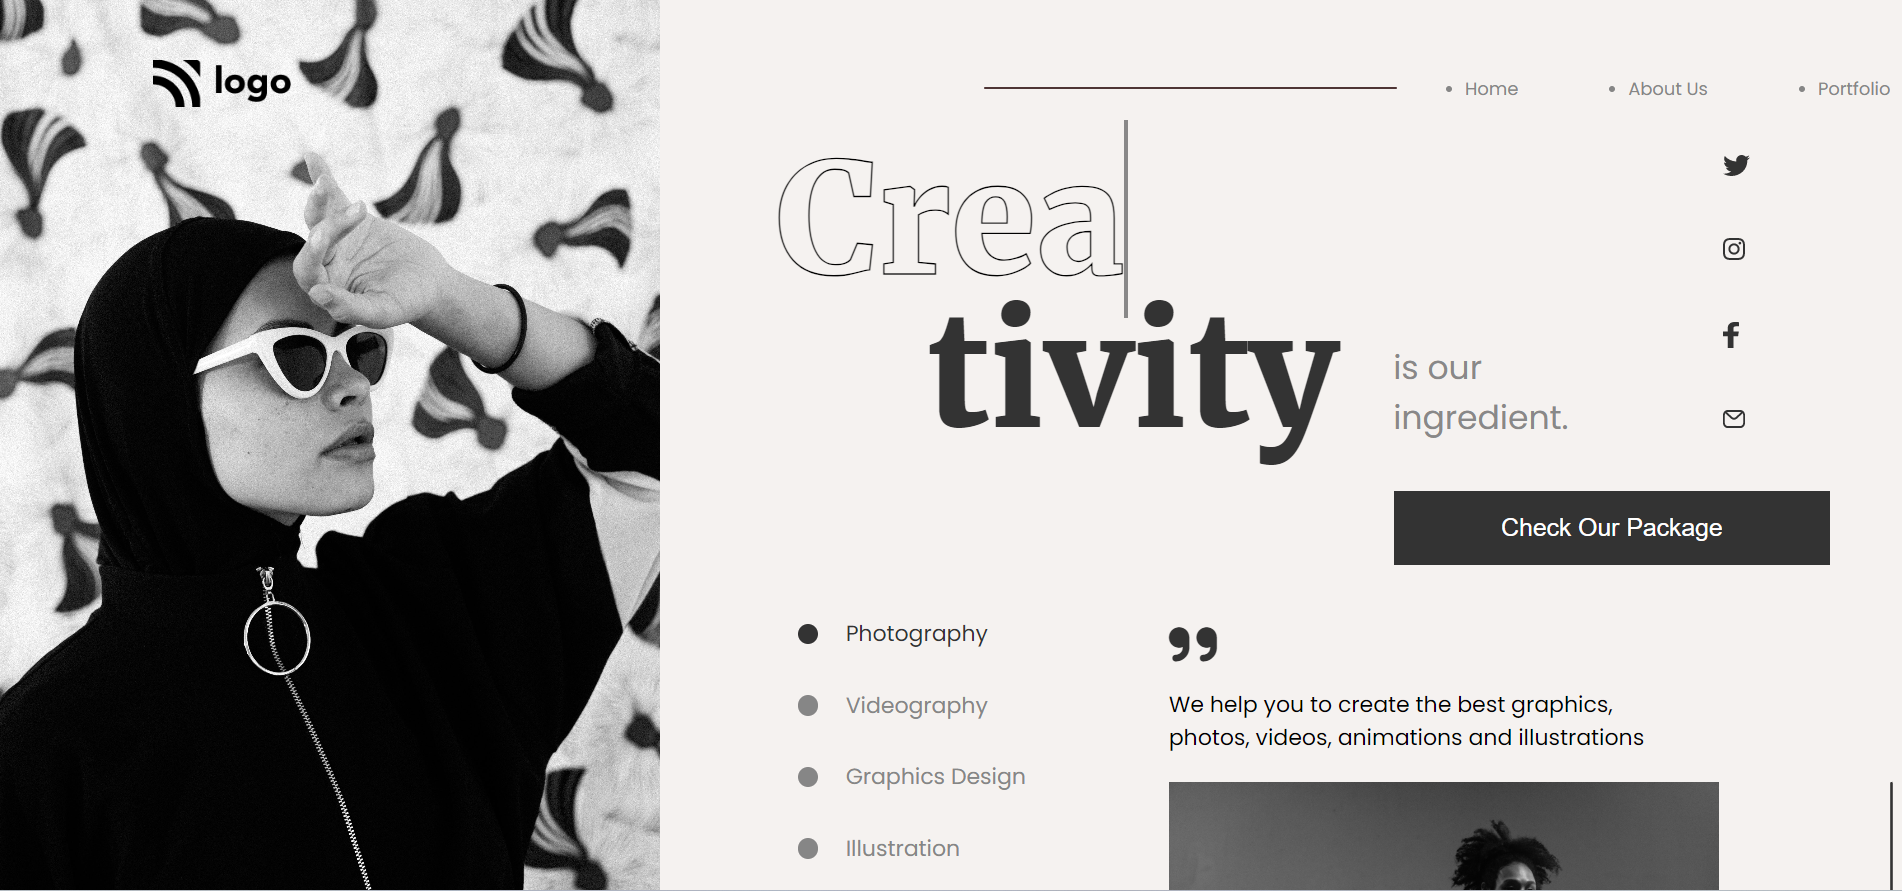 logo
Home
About Us
Portfolio
Crea
tivity
is our
ingredient.
Check Our Package
Photography
Videography
Graphics Design
Illustration
We help you to create the best graphics,
photos, videos, animations and illustrations